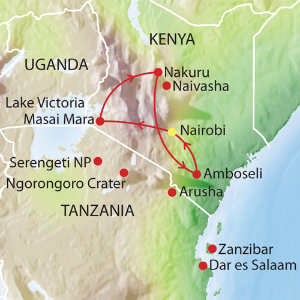 KENYA
UGANDA
Nakuru
Naivasha
Lake Victoria
Masai Mara
Nairobi
Serengeti NP
Ngorongoro Crater
Amboseli
Arusha
TANZANIA
Zanzibar
Dar es Salaam